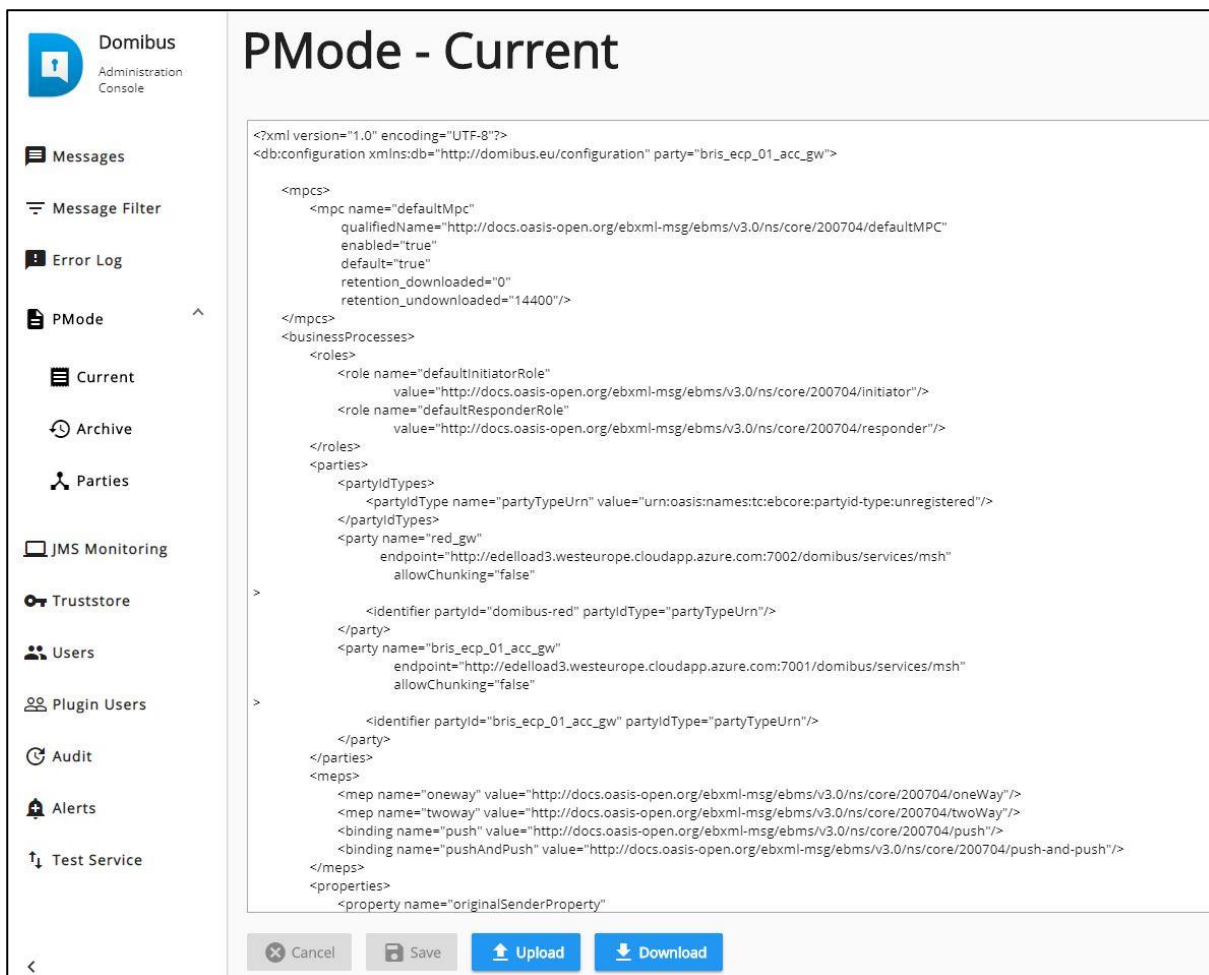 Domibus
Administration
Console
Messages
Message Filter
Error Log
PMode
Current
Archive
Parties
JMS Monitoring
Truststore
Users
Plugin Users
Audit
Alerts
Test Service
PMode - Current
<?xml version="1.0" encoding="UTF-8"?>
<db:configuration xmlns:db="http://domibus.eu/configuration" party="bris_ecp_01_acc_gw">
<mpcs>
<mpc name="defaultMpc"
qualifiedName="http://docs.oasis-open.org/ebxml-msg/ebms/v3.0/ns/core/200704/defaultMPC"
enabled="true"
default="true"
retention_downloaded="0"
retention_undownloaded="14400"/>
</mpcs>
<businessProcesses>
<roles>
<role name="defaultInitiatorRole"
value="http://docs.oasis-open.org/ebxml-msg/ebms/v3.0/ns/core/200704/initiator"/>
<role name="defaultResponderRole"
value="http://docs.oasis-open.org/ebxml-msg/ebms/v3.0/ns/core/200704/responder"/>
</roles>
<parties>
<partyIdTypes>
<partyIdType name="partyTypeUrn" value="urn:oasis:names:tc:ebcore:partyid-type:unregistered"/>
</partyIdTypes>
<party name="red_gw"
endpoint="http://edelload3.westeurope.cloudapp.azure.com:7002/domibus/services/msh"
allowChunking="false"
>
<identifier partyId="domibus-red" partyIdType="partyTypeUrn"/>
</party>
<party name="bris_ecp_01_acc_gw"
endpoint="http://edelload3.westeurope.cloudapp.azure.com:7001/domibus/services/msh"
allowChunking="false"
>
<identifier partyId="bris_ecp_01_acc_gw" partyIdType="partyTypeUrn"/>
</party>
</parties>
<meps>
<mep name="oneway" value="http://docs.oasis-open.org/ebxml-msg/ebms/v3.0/ns/core/200704/oneWay"/>
<mep name="twoway" value="http://docs.oasis-open.org/ebxml-msg/ebms/v3.0/ns/core/200704/twoWay"/>
<binding name="push" value="http://docs.oasis-open.org/ebxml-msg/ebms/v3.0/ns/core/200704/push"/>
<binding name="pushAndPush" value="http://docs.oasis-open.org/ebxml-msg/ebms/v3.0/ns/core/200704/push-and-push"/>
</meps>
<properties>
<property name="originalSenderProperty"
Cancel
Save
Upload
Download